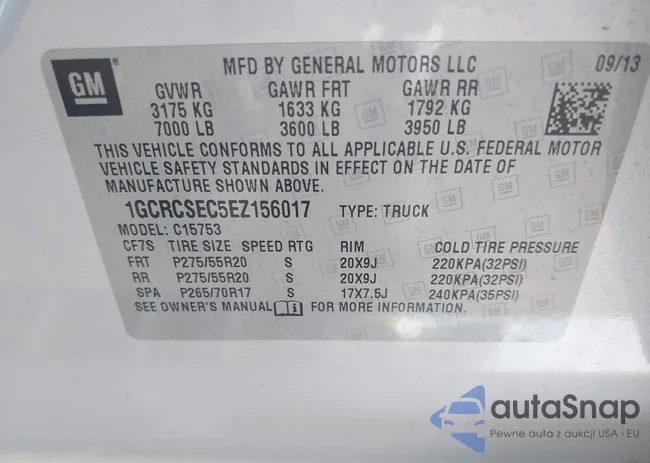 GM
MFD BY GENERAL MOTORS LLC 09/13
GVWR GAWR FRT GAWR RR
3175 KG 1633 KG 1792 KG
7000 LB 3600 LB 3950 LB
THIS VEHICLE CONFORMS TO ALL APPLICABLE U.S. FEDERAL MOTOR
VEHICLE SAFETY STANDARDS IN EFFECT ON THE DATE OF
MANUFACTURE SHOWN ABOVE.
1GCRCSEC5EZ156017 TYPE: TRUCK
MODEL: C15753
CF7S TIRE SIZE SPEED RTG RIM COLD TIRE PRESSURE
FRT P275/55R20 S 20X9J 220KPA(32PSI)
RR P275/55R20 S 20X9J 220KPA(32PSI)
SPA P265/70R17 S 17X7.5J 240KPA(35PSI)
SEE OWNER'S MANUAL FOR MORE INFORMATION.
autaSnap
Pewne auta z aukcji USA i EU